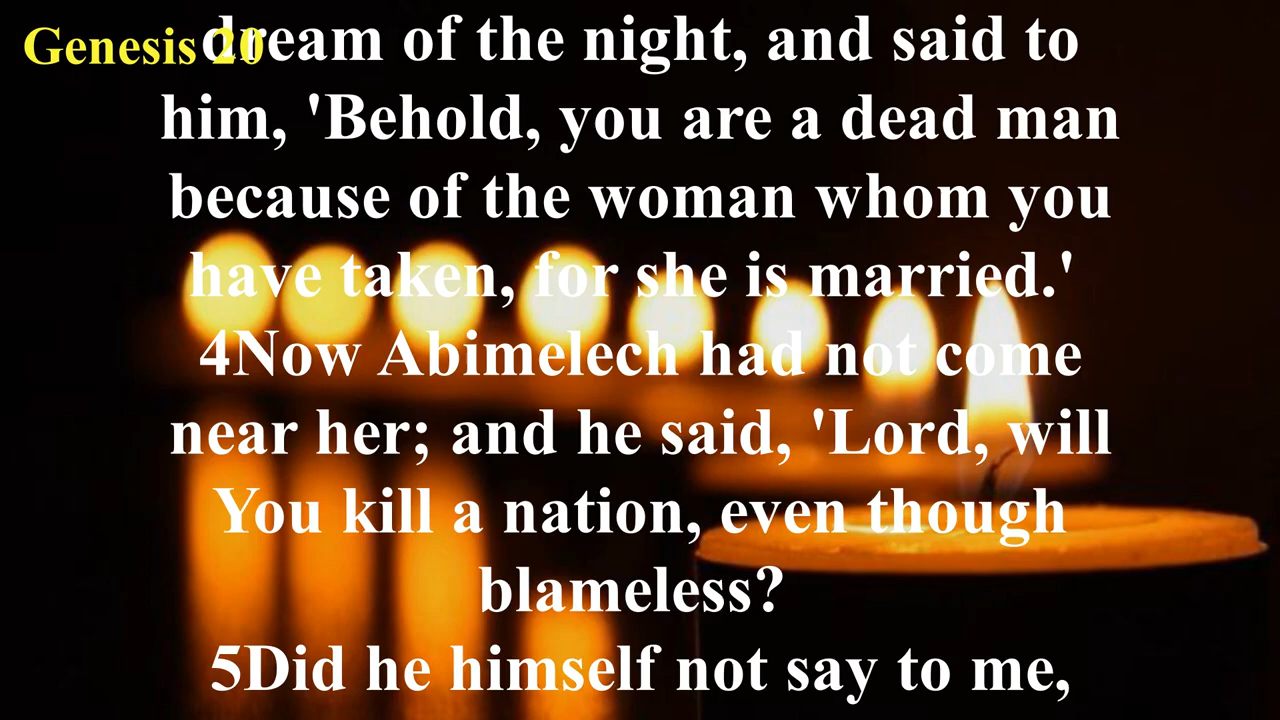 Genesis 20
dream of the night, and said to
him, 'Behold, you are a dead man
because of the woman whom you
have taken, for she is married.'
4Now Abimelech had not come
near her; and he said, 'Lord, will
You kill a nation, even though
blameless?
5Did he himself not say to me,